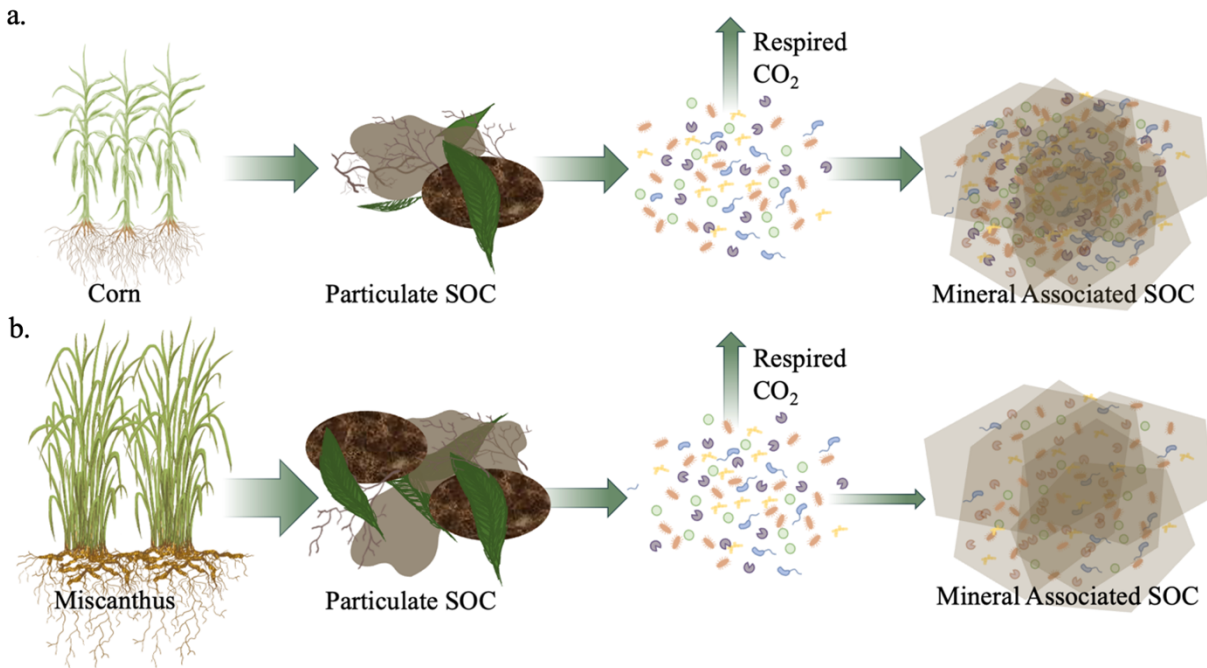 a.
Respired
CO₂
Corn
Particulate SOC
Mineral Associated SOC
b.
Respired
CO₂
Miscanthus
Particulate SOC
Mineral Associated SOC